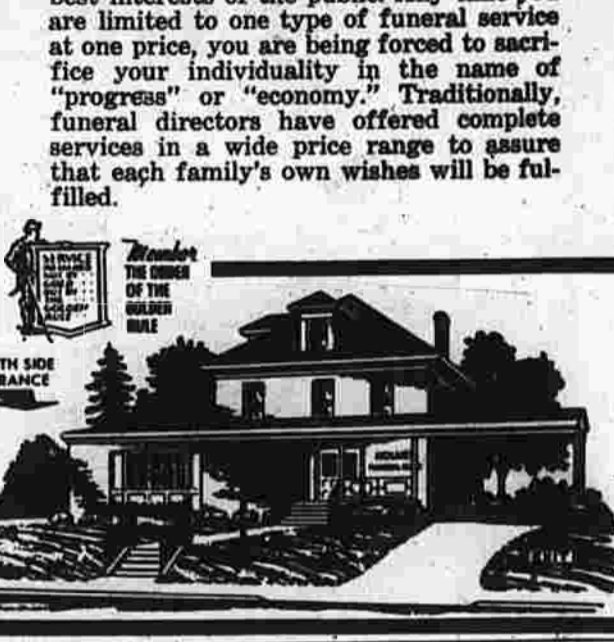 are limited to one type of funeral service
at one price, you are being forced to sacri-
fice your individuality in the name of
"progress" or "economy." Traditionally,
funeral directors have offered complete
services in a wide price range to assure
that each family's own wishes will be ful-
filled.
SERVICE
Member
THE ORDER
OF THE
GOLDEN
RULE
TH SIDE
RANCE